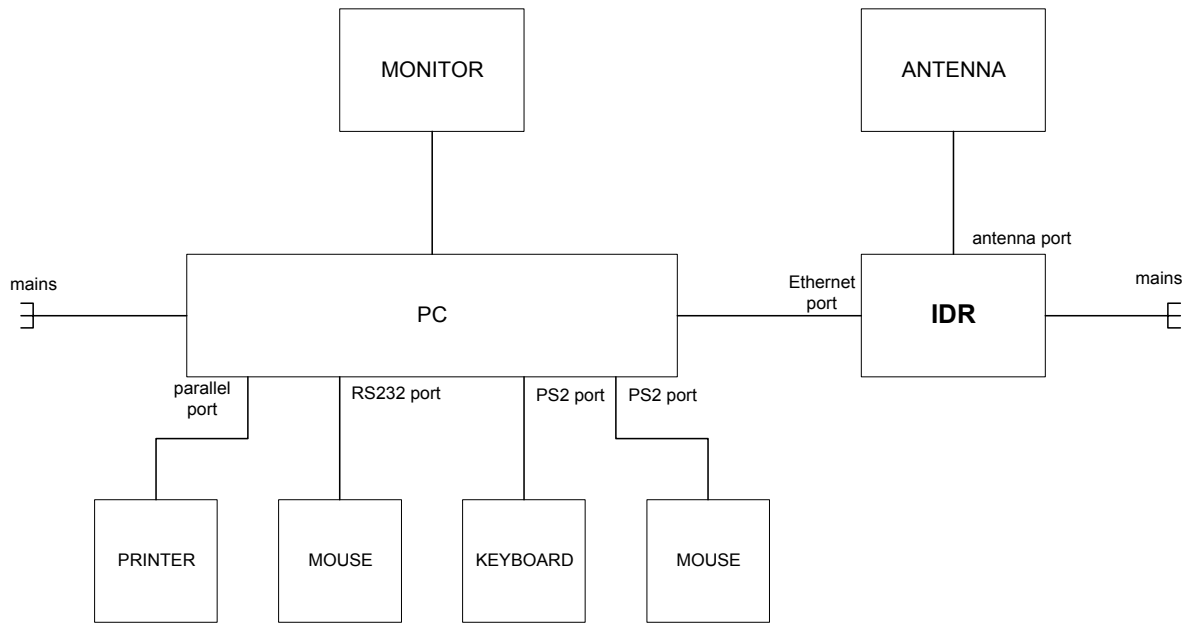 MONITOR
ANTENNA
antenna port
mains
Ethernet
port
mains
PC
IDR
parallel
port
RS232 port
PS2 port
PS2 port
PRINTER
MOUSE
KEYBOARD
MOUSE